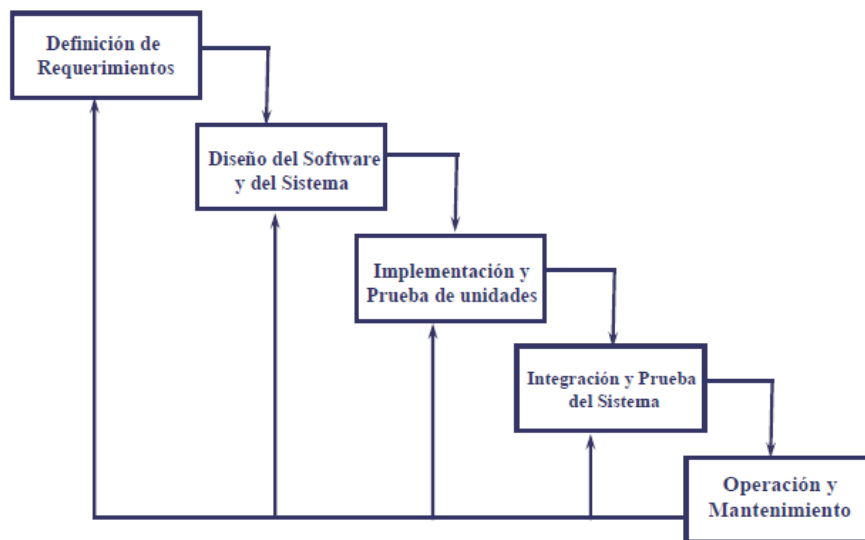 Definición de
Requerimientos
Diseño del Software
y del Sistema
Implementación y
Prueba de unidades
Integración y Prueba
del Sistema
Operación y
Mantenimiento